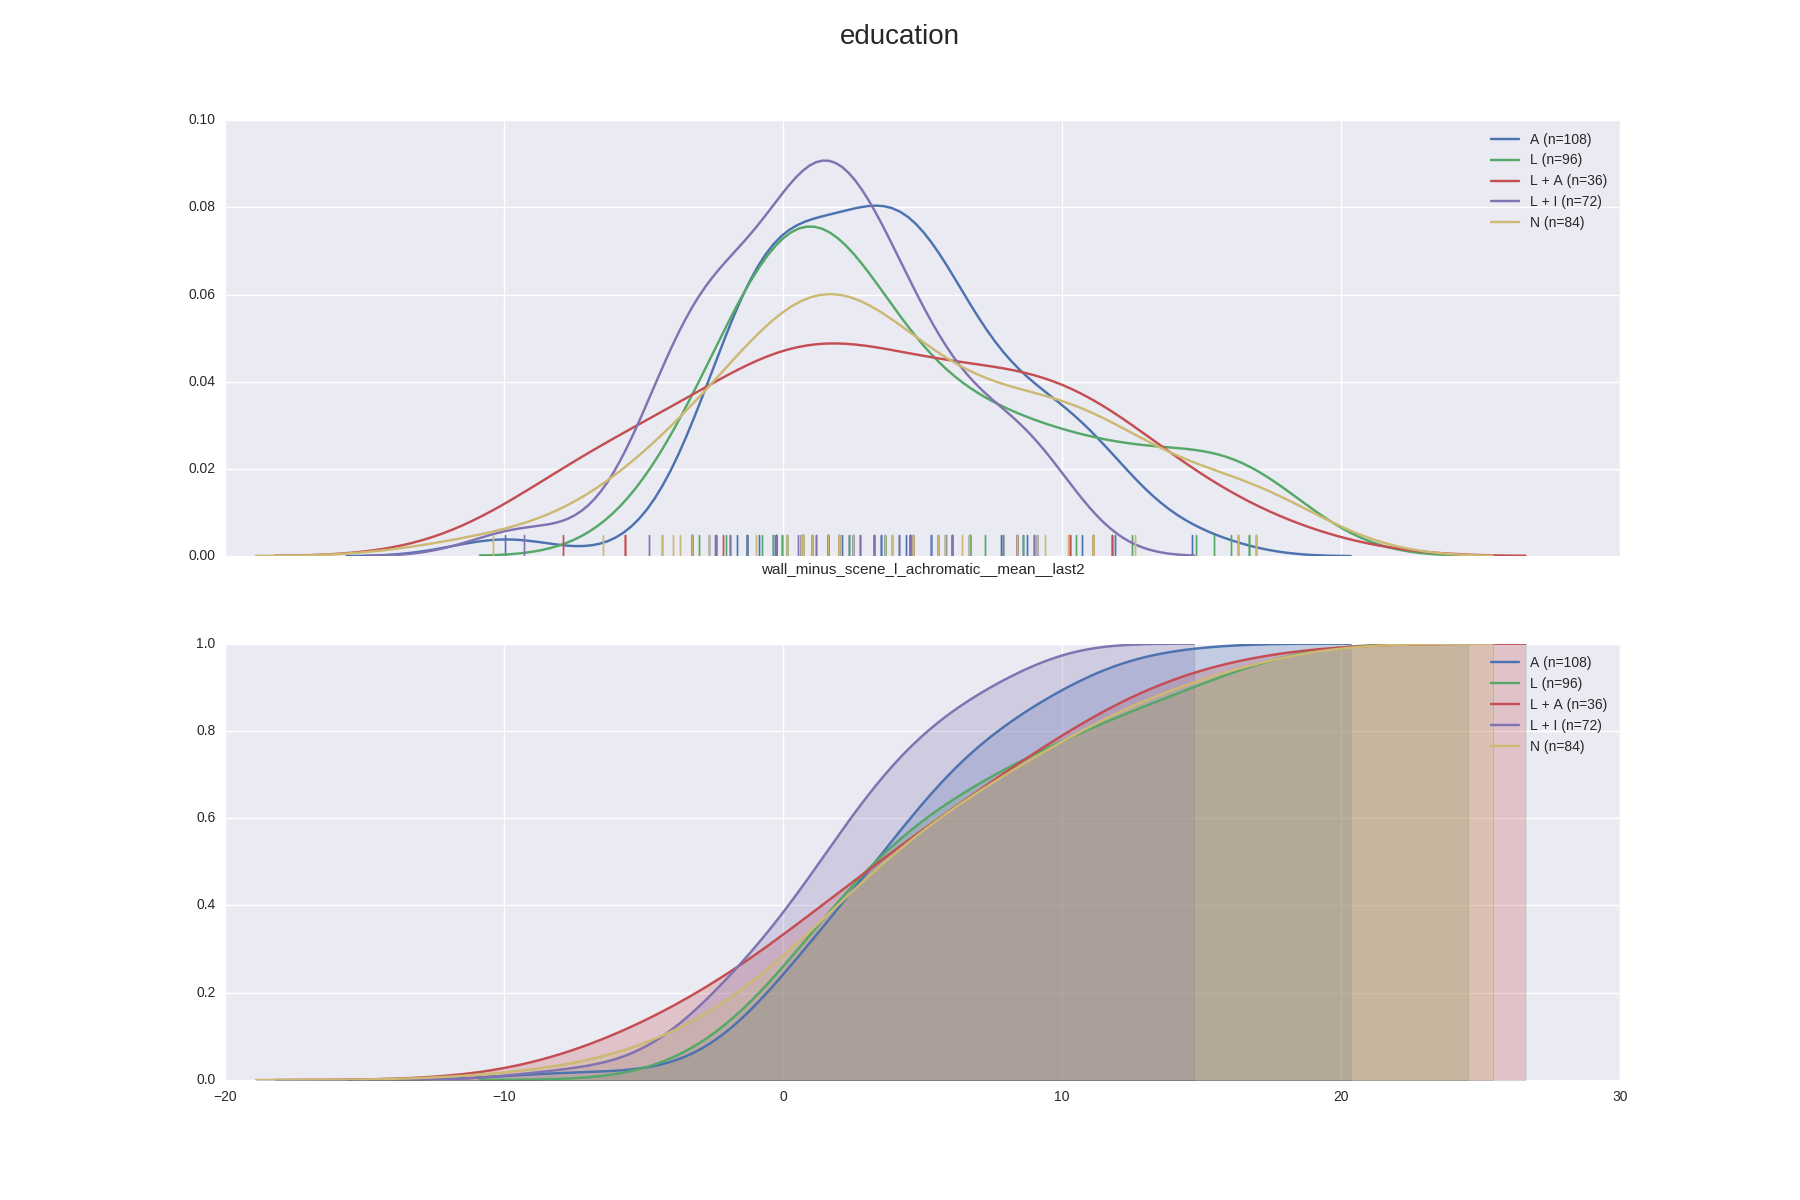 education
0.10
0.08
0.06
0.04
0.02
0.00
A (n=108)
L (n=96)
L + A (n=36)
L + I (n=72)
N (n=84)
wall_minus_scene_l_achromatic__mean__last2
1.0
0.8
0.6
0.4
0.2
0.0
A (n=108)
L (n=96)
L + A (n=36)
L + I (n=72)
N (n=84)
−20 −10 0 10 20 30